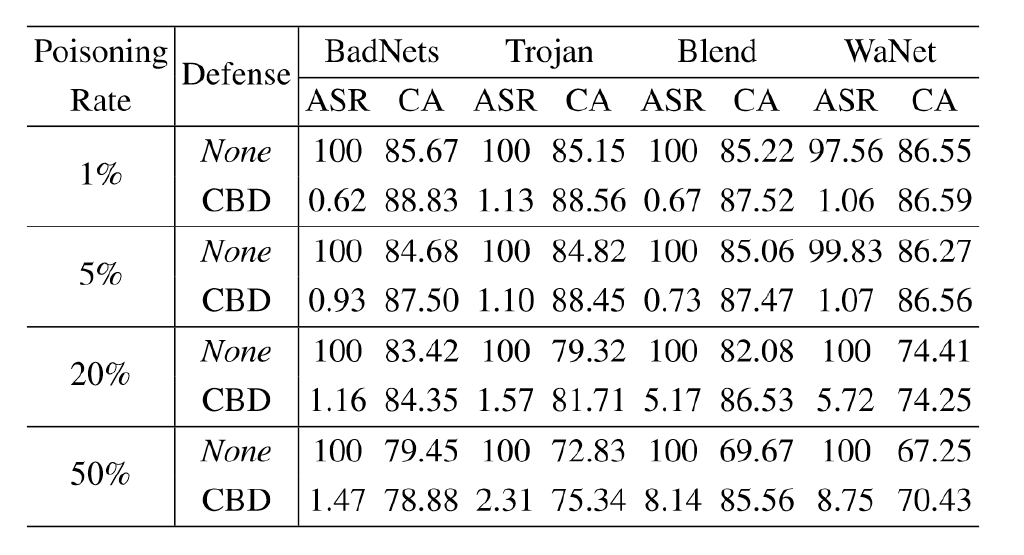 Poisoning Rate Defense BadNets Trojan Blend WaNet
ASR CA ASR CA ASR CA ASR CA
1% None 100 85.67 100 85.15 100 85.22 97.56 86.55
CBD 0.62 88.83 1.13 88.56 0.67 87.52 1.06 86.59
5% None 100 84.68 100 84.82 100 85.06 99.83 86.27
CBD 0.93 87.50 1.10 88.45 0.73 87.47 1.07 86.56
20% None 100 83.42 100 79.32 100 82.08 100 74.41
CBD 1.16 84.35 1.57 81.71 5.17 86.53 5.72 74.25
50% None 100 79.45 100 72.83 100 69.67 100 67.25
CBD 1.47 78.88 2.31 75.34 8.14 85.56 8.75 70.43